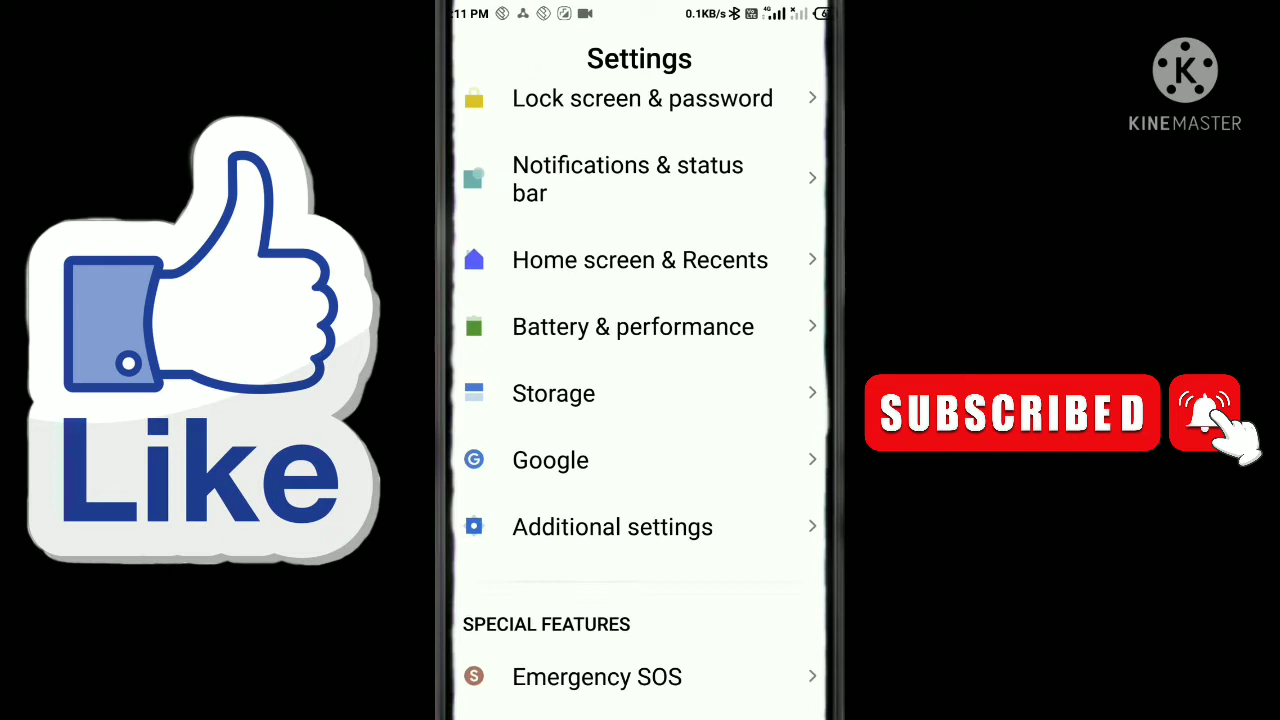 :11 PM
0.1KB/s
4G
Settings
Lock screen & password
Notifications & status
bar
Home screen & Recents
Battery & performance
Storage
Google
Additional settings
SPECIAL FEATURES
Emergency SOS
Like
K
KINEMASTER
SUBSCRIBED